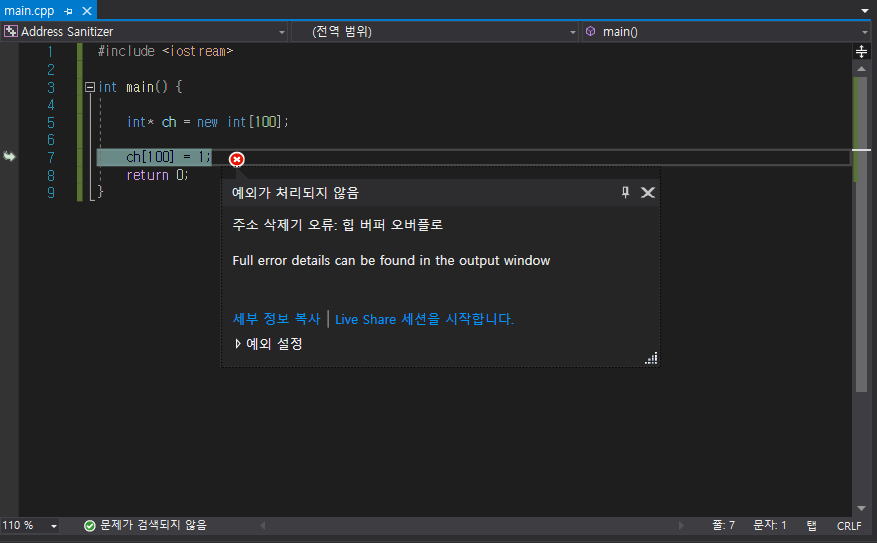 main.cpp
Address Sanitizer
(전역 범위)
main()
1 #include <iostream>
2
3 int main() {
4
5 int* ch = new int[100];
6
7 ch[100] = 1;
8 return 0;
9 }
예외가 처리되지 않음
주소 삭제기 오류: 힙 버퍼 오버플로
Full error details can be found in the output window
세부 정보 복사 | Live Share 세션을 시작합니다.
예외 설정
110 % 문제가 검색되지 않음 줄: 7 문자: 1 탭 CRLF